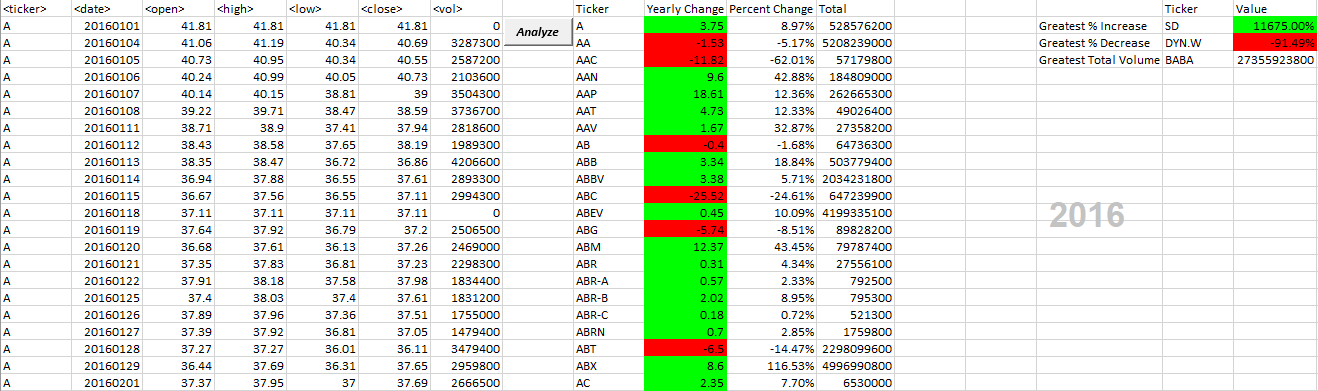 <ticker> <date> <open> <high> <low> <close> <vol> Ticker Yearly Change Percent Change Total Ticker Value
A 20160101 41.81 41.81 41.81 41.81 0 Analyze A 3.75 8.97% 528576200 Greatest % Increase SD 11675.00%
A 20160104 41.06 41.19 40.34 40.69 3287300 AA -1.53 -5.17% 5208239000 Greatest % Decrease DYN.W -91.49%
A 20160105 40.73 40.95 40.34 40.55 2587200 AAC -11.82 -62.01% 57179800 Greatest Total Volume BABA 27355923800
A 20160106 40.24 40.99 40.05 40.73 2103600 AAN 9.6 42.88% 184809000
A 20160107 40.14 40.15 38.81 39 3504300 AAP 18.61 12.36% 262665300
A 20160108 39.22 39.71 38.47 38.59 3736700 AAT 4.73 12.33% 49026400
A 20160111 38.71 38.9 37.41 37.94 2818600 AAV 1.67 32.87% 27358200
A 20160112 38.43 38.58 37.65 38.19 1989300 AB -0.4 -1.68% 64736300
A 20160113 38.35 38.47 36.72 36.86 4206600 ABB 3.34 18.84% 503779400
A 20160114 36.94 37.88 36.55 37.61 2893300 ABBV 3.38 5.71% 2034231800
A 20160115 36.67 37.56 36.55 37.11 2994300 ABC -25.52 -24.61% 647239900
A 20160118 37.11 37.11 37.11 37.11 0 ABEV 0.45 10.09% 4199335100 2016
A 20160119 37.64 37.92 36.79 37.2 2506500 ABG -5.74 -8.51% 89828200
A 20160120 36.68 37.61 36.13 37.26 2469000 ABM 12.37 43.45% 79787400
A 20160121 37.35 37.83 36.81 37.23 2298300 ABR 0.31 4.34% 27556100
A 20160122 37.91 38.18 37.58 37.98 1834400 ABR-A 0.57 2.33% 792500
A 20160125 37.4 38.03 37.4 37.61 1831200 ABR-B 2.02 8.95% 795300
A 20160126 37.89 37.96 37.36 37.51 1755000 ABR-C 0.18 0.72% 521300
A 20160127 37.39 37.92 36.81 37.05 1479400 ABRN 0.7 2.85% 1759800
A 20160128 37.27 37.27 36.01 36.11 3479400 ABT -6.5 -14.47% 2298099600
A 20160129 36.44 37.69 36.31 37.65 2959800 ABX 8.6 116.53% 4996990800
A 20160201 37.37 37.95 37 37.69 2666500 AC 2.35 7.70% 6530000